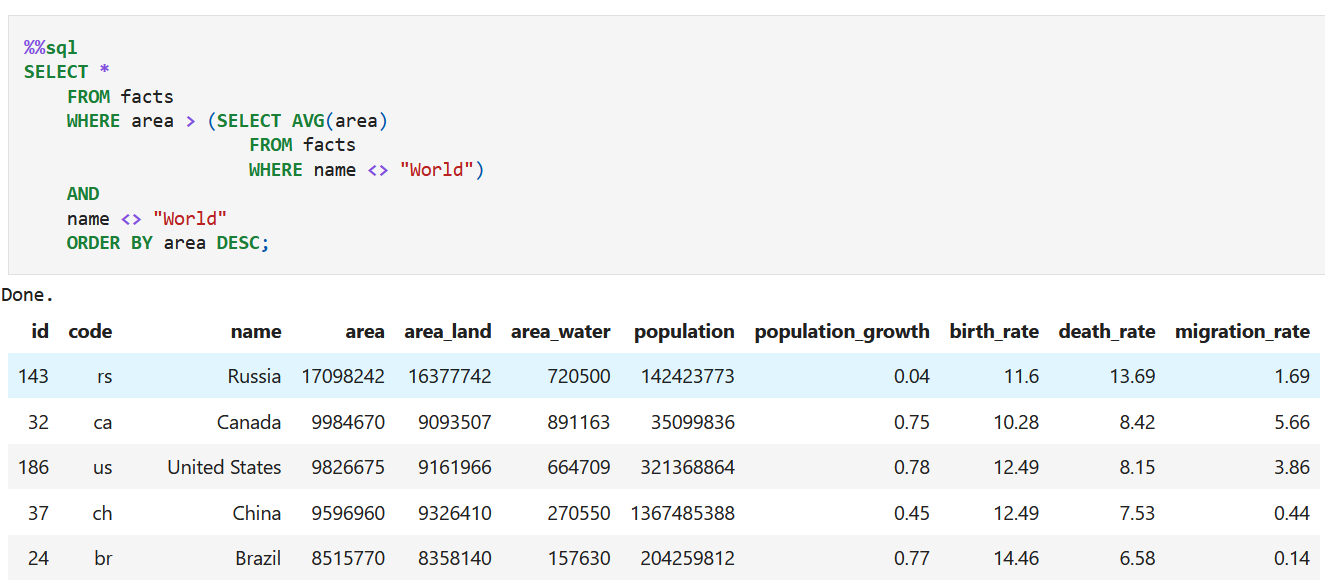 %%sql
SELECT *
    FROM facts
    WHERE area > (SELECT AVG(area)
                     FROM facts
                     WHERE name <> "World")
    AND
    name <> "World"
    ORDER BY area DESC;
Done.
id code name area area_land area_water population population_growth birth_rate death_rate migration_rate
143 rs Russia 17098242 16377742 720500 142423773 0.04 11.6 13.69 1.69
32 ca Canada 9984670 9093507 891163 35099836 0.75 10.28 8.42 5.66
186 us United States 9826675 9161966 664709 321368864 0.78 12.49 8.15 3.86
37 ch China 9596960 9326410 270550 1367485388 0.45 12.49 7.53 0.44
24 br Brazil 8515770 8358140 157630 204259812 0.77 14.46 6.58 0.14